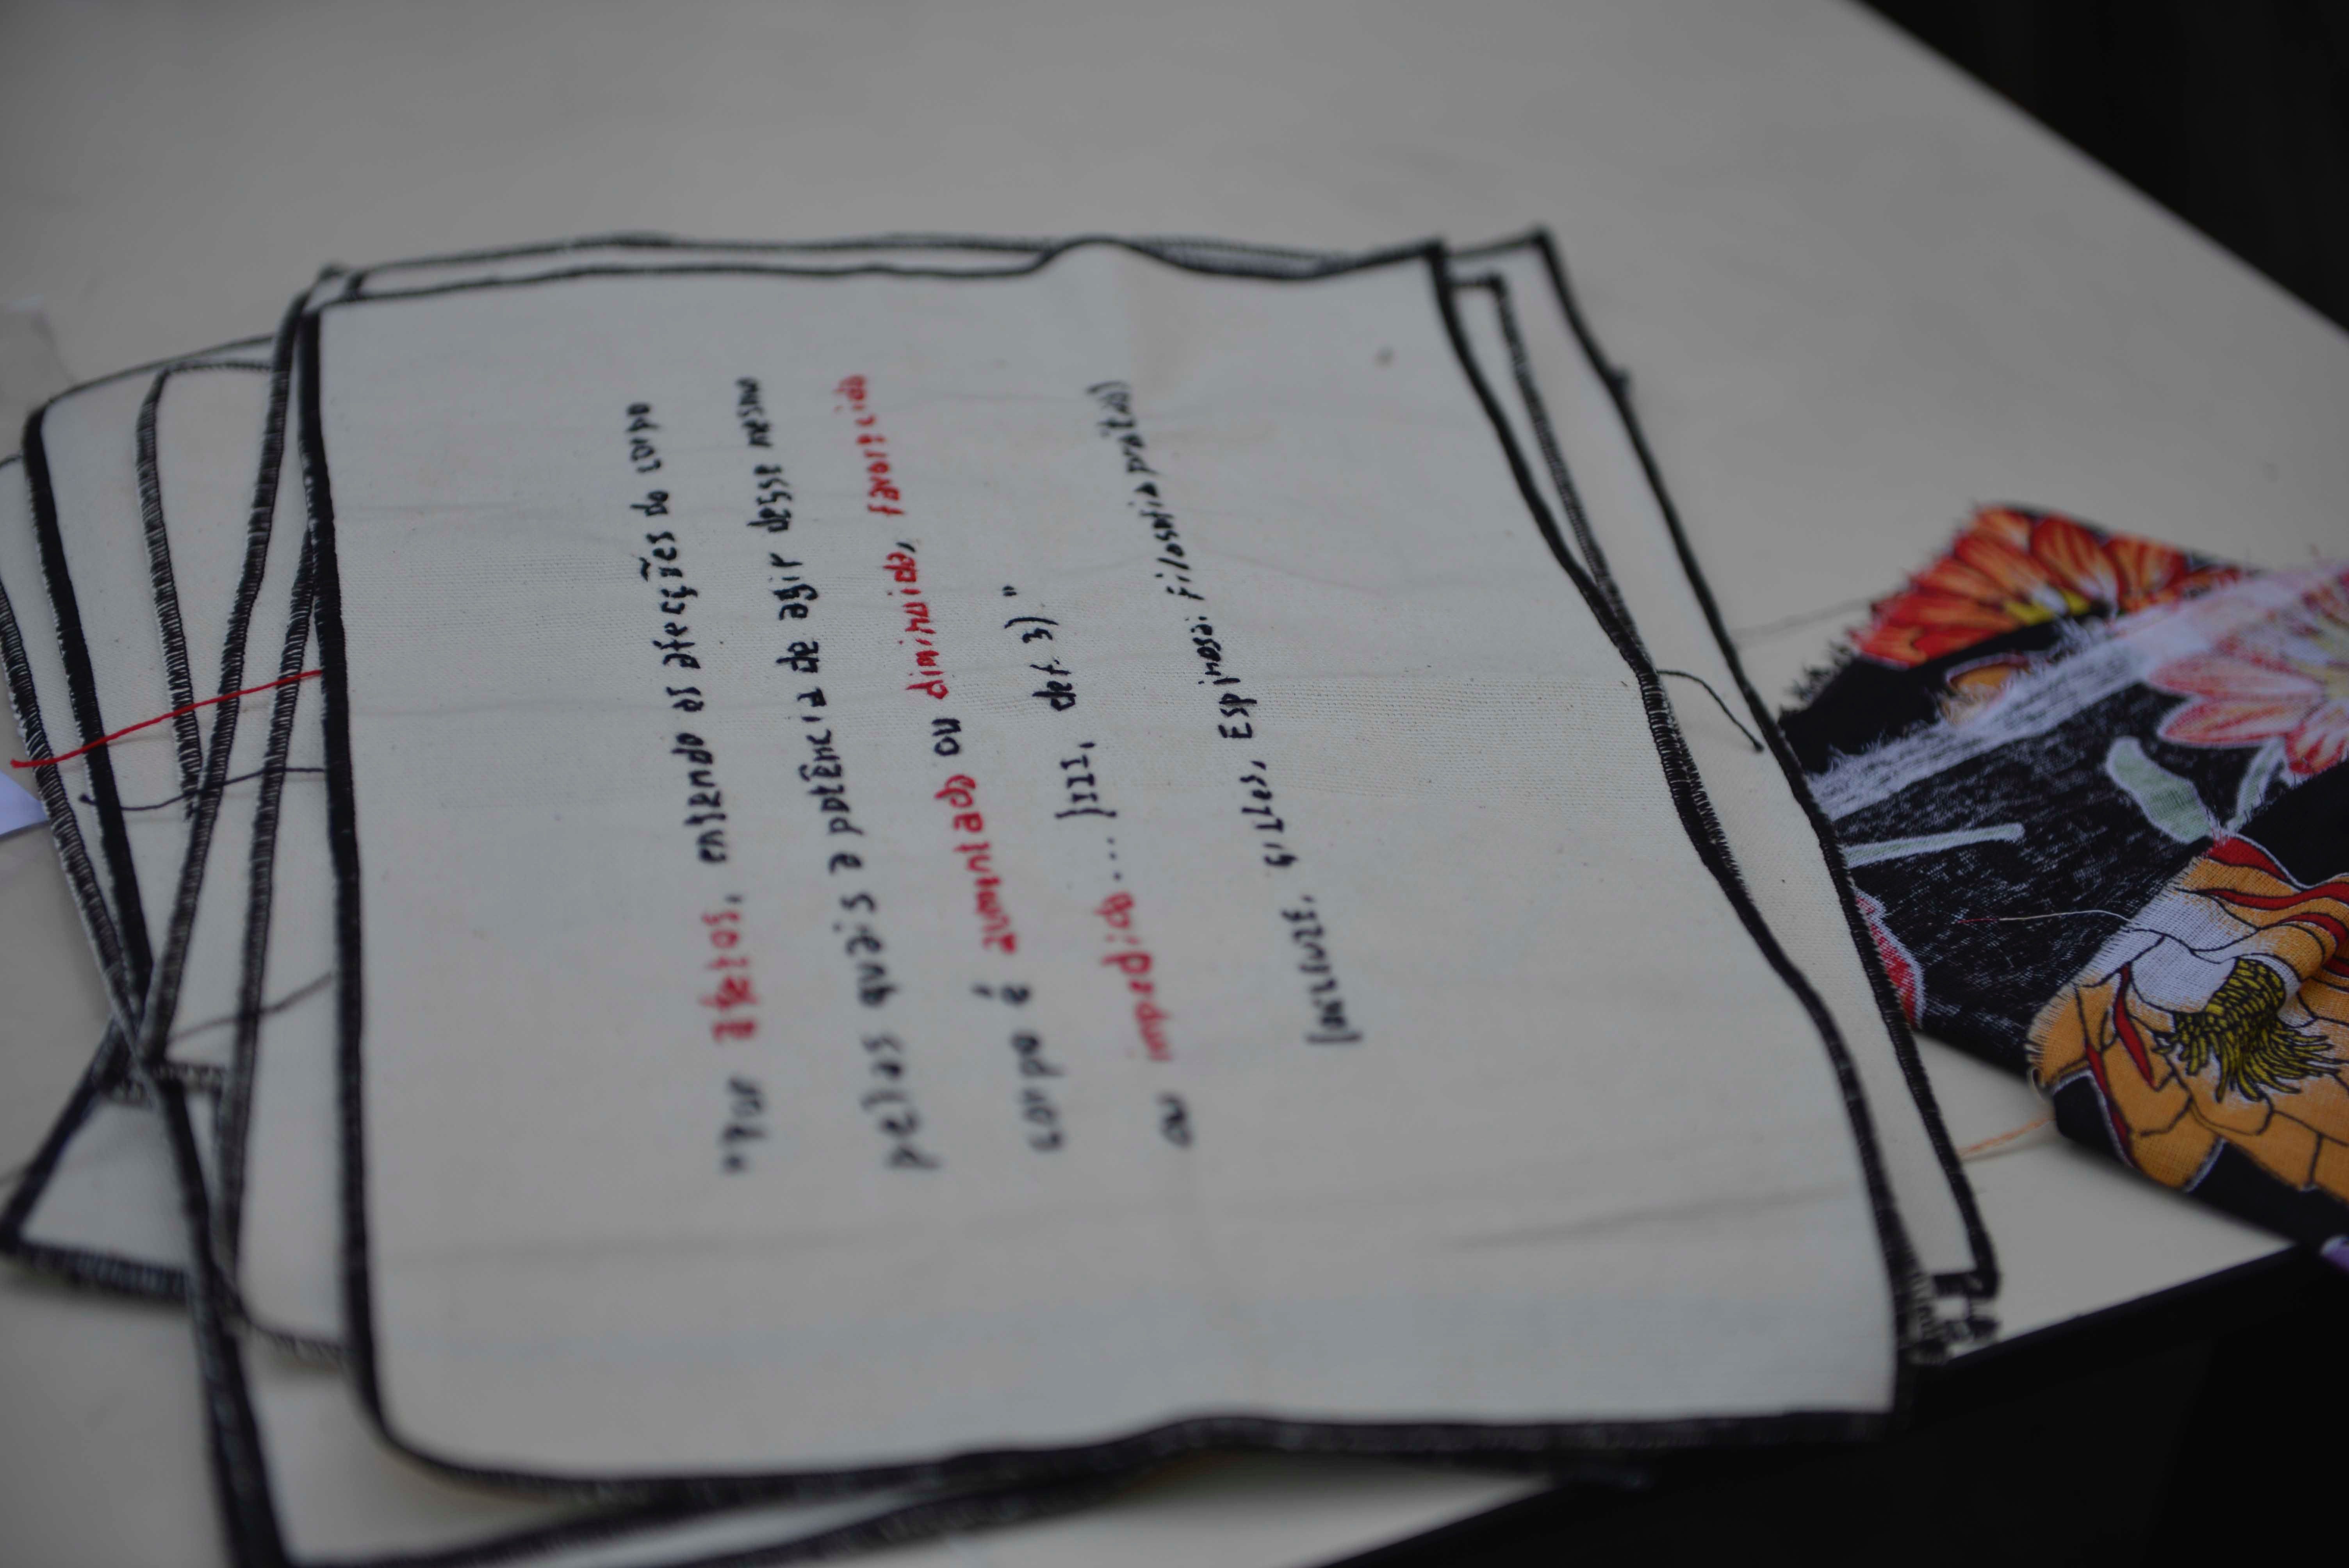 "Por afetos, entendo as afecções do corpo
pelas quais a potência de agir desse mesmo
corpo é aumentada ou diminuida, favorecida
ou impedida... [III, def. 3)"
[DELEUZE, GILLES, Espinosa: Filosofia prática)